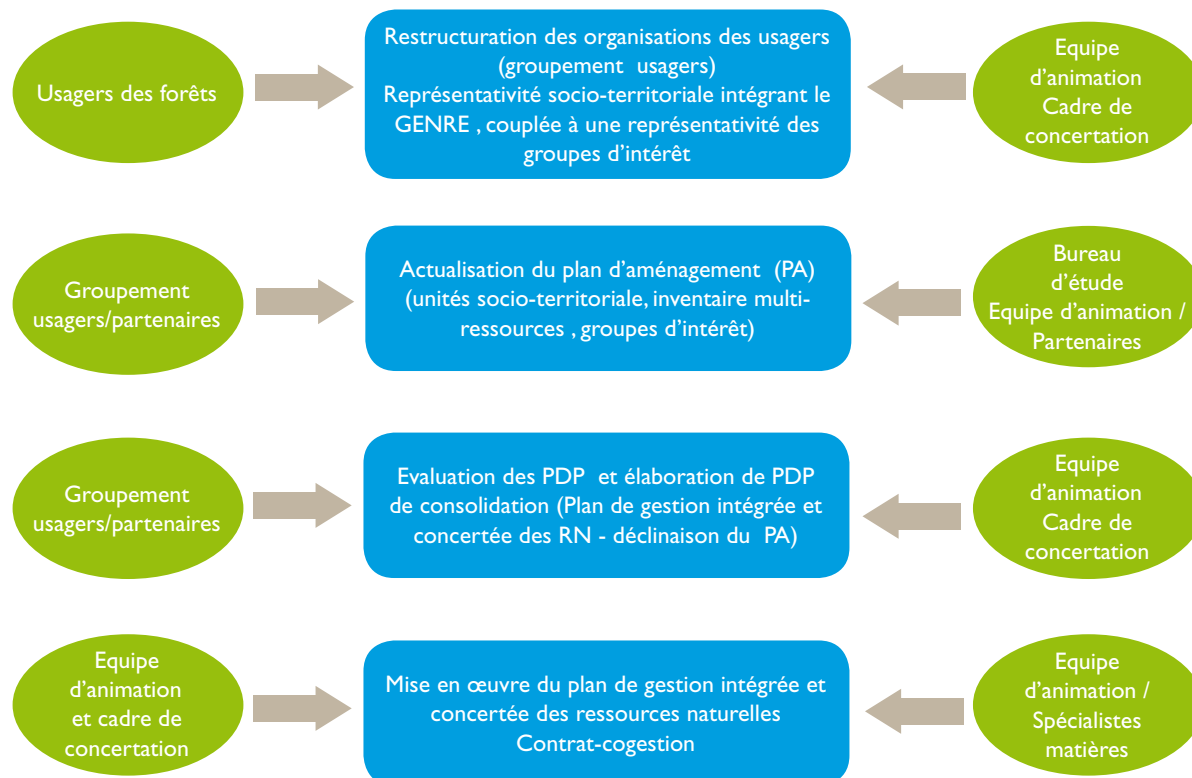 Usagers des forêts
Restructuration des organisations des usagers
(groupement usagers)
Représentativité socio-territoriale intégrant le
GENRE , couplée à une représentativité des
groupes d'intérêt
Equipe
d'animation
Cadre de
concertation
Groupement
usagers/partenaires
Actualisation du plan d'aménagement (PA)
(unités socio-territoriale, inventaire multi-
ressources , groupes d'intérêt)
Bureau
d'étude
Equipe d'animation /
Partenaires
Groupement
usagers/partenaires
Evaluation des PDP et élaboration de PDP
de consolidation (Plan de gestion intégrée et
concertée des RN - déclinaison du PA)
Equipe
d'animation
Cadre de
concertation
Equipe
d'animation
et cadre de
concertation
Mise en œuvre du plan de gestion intégrée et
concertée des ressources naturelles
Contrat-cogestion
Equipe
d'animation /
Spécialistes
matières